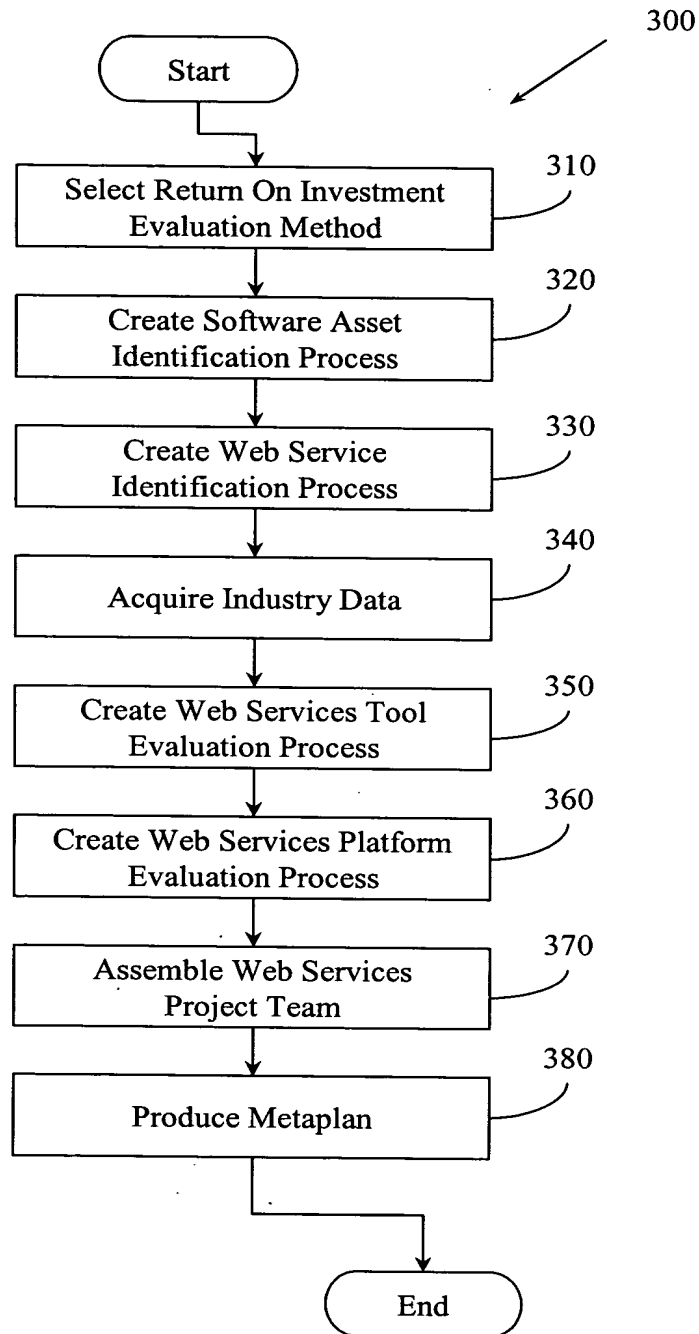 300
Start
310
Select Return On Investment
Evaluation Method
320
Create Software Asset
Identification Process
330
Create Web Service
Identification Process
340
Acquire Industry Data
350
Create Web Services Tool
Evaluation Process
360
Create Web Services Platform
Evaluation Process
370
Assemble Web Services
Project Team
380
Produce Metaplan
End